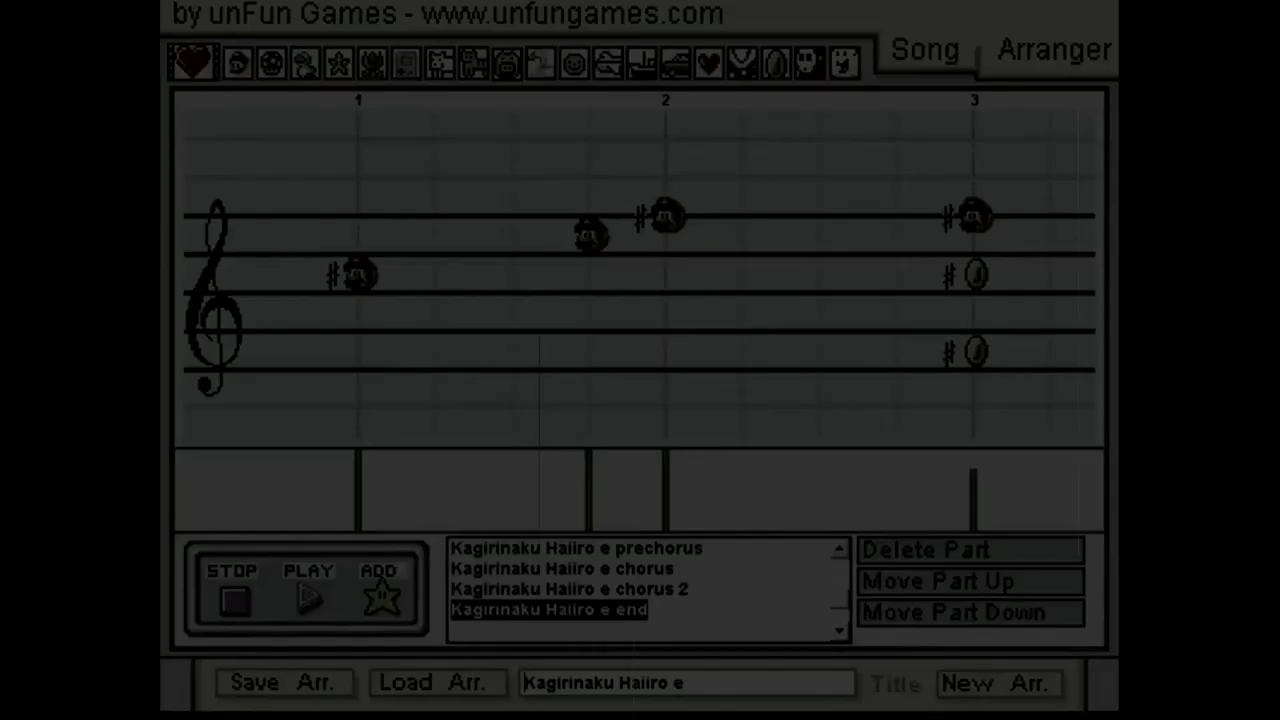 by unFun Games - www.unfungames.com
Song Arranger
1 2 3
STOP PLAY ADD
Kagirinaku Haiiro e prechorus
Kagirinaku Haiiro e chorus
Kagirinaku Haiiro e chorus 2
Kagirinaku Haiiro e end
Delete Part
Move Part Up
Move Part Down
Save Arr. Load Arr. Kagirinaku Haiiro e Title New Arr.